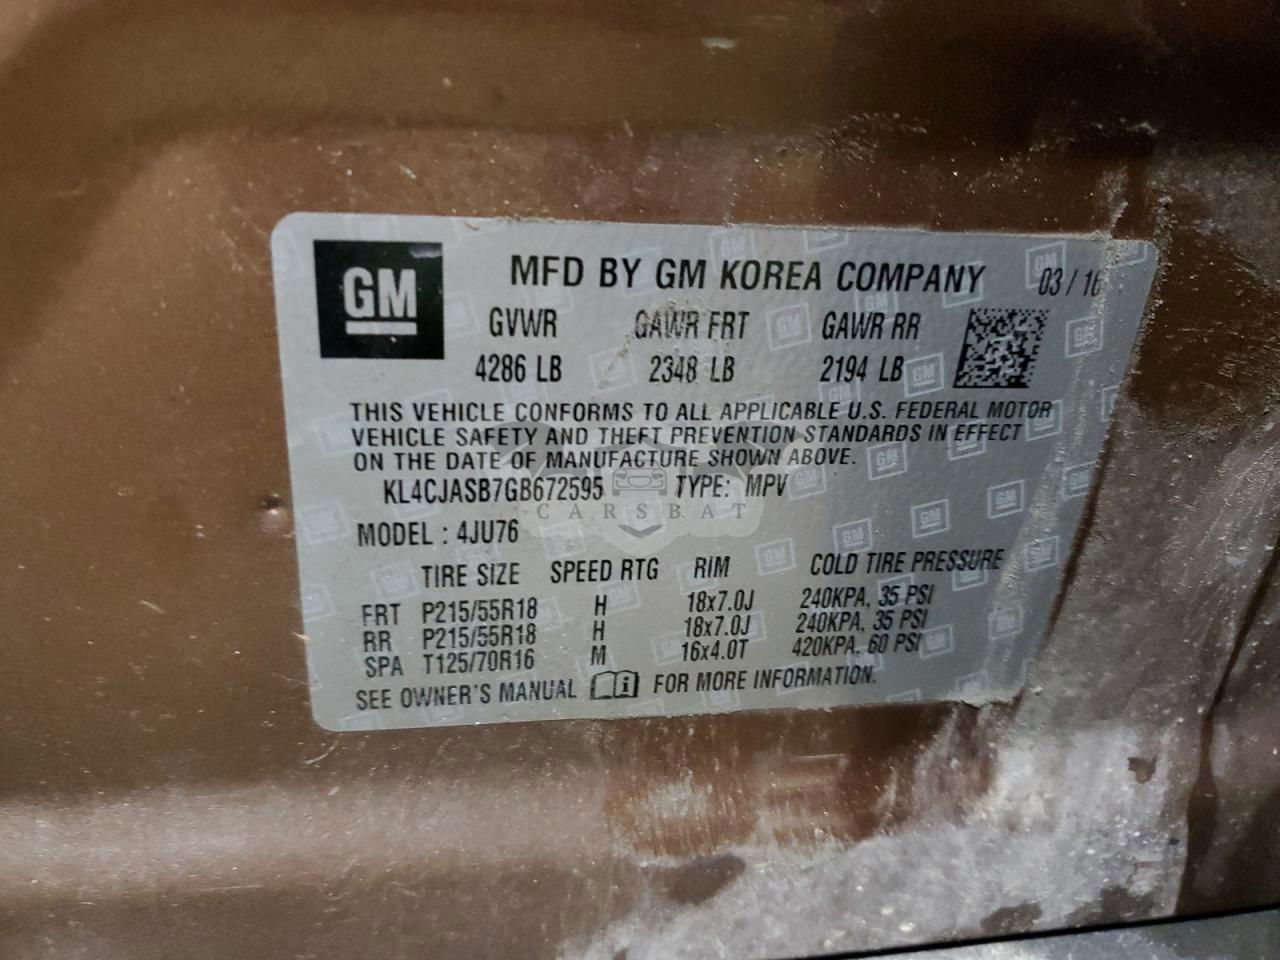 GM MFD BY GM KOREA COMPANY 03/16
GVWR GAWR FRT GAWR RR
4286 LB 2348 LB 2194 LB
THIS VEHICLE CONFORMS TO ALL APPLICABLE U.S. FEDERAL MOTOR
VEHICLE SAFETY AND THEFT PREVENTION STANDARDS IN EFFECT
ON THE DATE OF MANUFACTURE SHOWN ABOVE.
KL4CJASB7GB672595 TYPE: MPV
CARSBAT
MODEL : 4JU76
TIRE SIZE SPEED RTG RIM COLD TIRE PRESSURE
FRT P215/55R18 H 18x7.0J 240KPA, 35 PSI
RR P215/55R18 H 18x7.0J 240KPA, 35 PSI
SPA T125/70R16 M 16x4.0T 420KPA, 60 PSI
SEE OWNER'S MANUAL FOR MORE INFORMATION.